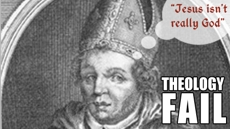 "Jesus isn't
really God"
THEOLOGY
FAIL